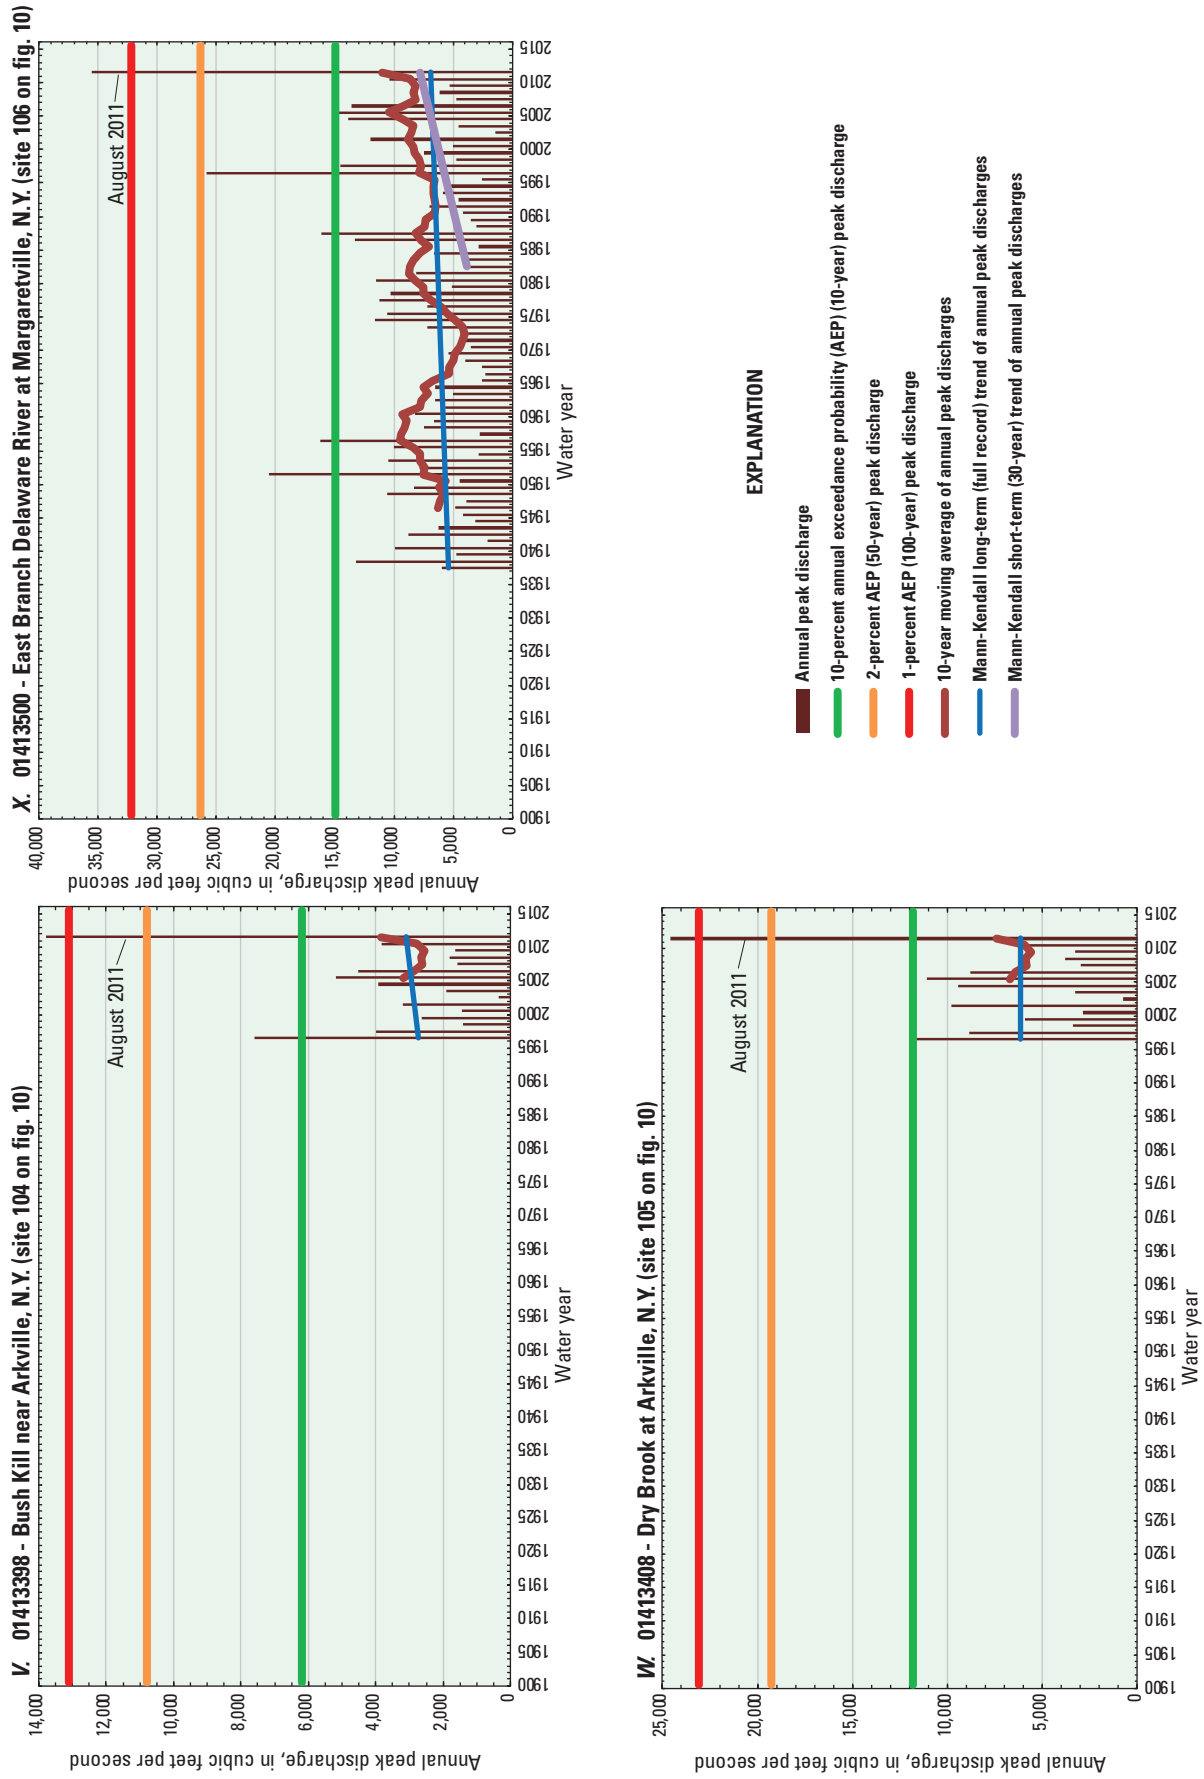 V. 01413398 - Bush Kill near Arkville, N.Y. (site 104 on fig. 10)
Annual peak discharge, in cubic feet per second
14,000
12,000
10,000
8,000
6,000
4,000
2,000
0
August 2011
1900 1905 1910 1915 1920 1925 1930 1935 1940 1945 1950 1955 1960 1965 1970 1975 1980 1985 1990 1995 2000 2005 2010 2015
Water year
X. 01413500 - East Branch Delaware River at Margaretville, N.Y. (site 106 on fig. 10)
Annual peak discharge, in cubic feet per second
40,000
35,000
30,000
25,000
20,000
15,000
10,000
5,000
0
August 2011
1900 1905 1910 1915 1920 1925 1930 1935 1940 1945 1950 1955 1960 1965 1970 1975 1980 1985 1990 1995 2000 2005 2010 2015
Water year
W. 01413408 - Dry Brook at Arkville, N.Y. (site 105 on fig. 10)
Annual peak discharge, in cubic feet per second
25,000
20,000
15,000
10,000
5,000
0
August 2011
1900 1905 1910 1915 1920 1925 1930 1935 1940 1945 1950 1955 1960 1965 1970 1975 1980 1985 1990 1995 2000 2005 2010 2015
Water year
EXPLANATION
Annual peak discharge
10-percent annual exceedance probability (AEP) (10-year) peak discharge
2-percent AEP (50-year) peak discharge
1-percent AEP (100-year) peak discharge
10-year moving average of annual peak discharges
Mann-Kendall long-term (full record) trend of annual peak discharges
Mann-Kendall short-term (30-year) trend of annual peak discharges